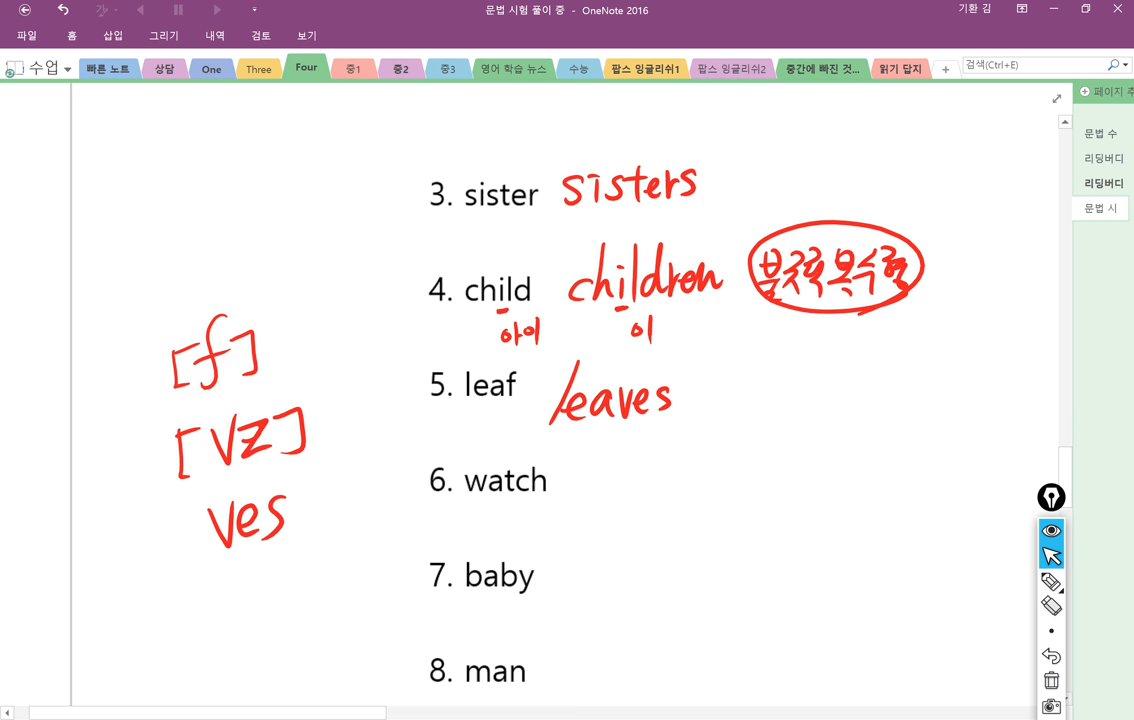 문법 시험 풀이 중 - OneNote 2016
기환 김
파일 홈 삽입 그리기 내역 검토 보기
수업 빠른 노트 상담 One Three Four 중1 중2 중3 영어 학습 뉴스 수능 팝스 잉글리쉬1 팝스 잉글리쉬2 중간에 빠진 것... 읽기 답지 검색(Ctrl+E)
페이지 추
문법 수
리딩버디
리딩버디
문법 시
3. sister sisters
4. child children 불규칙 복수형
아이 이
[f]
5. leaf leaves
[vz]
6. watch
ves
7. baby
8. man